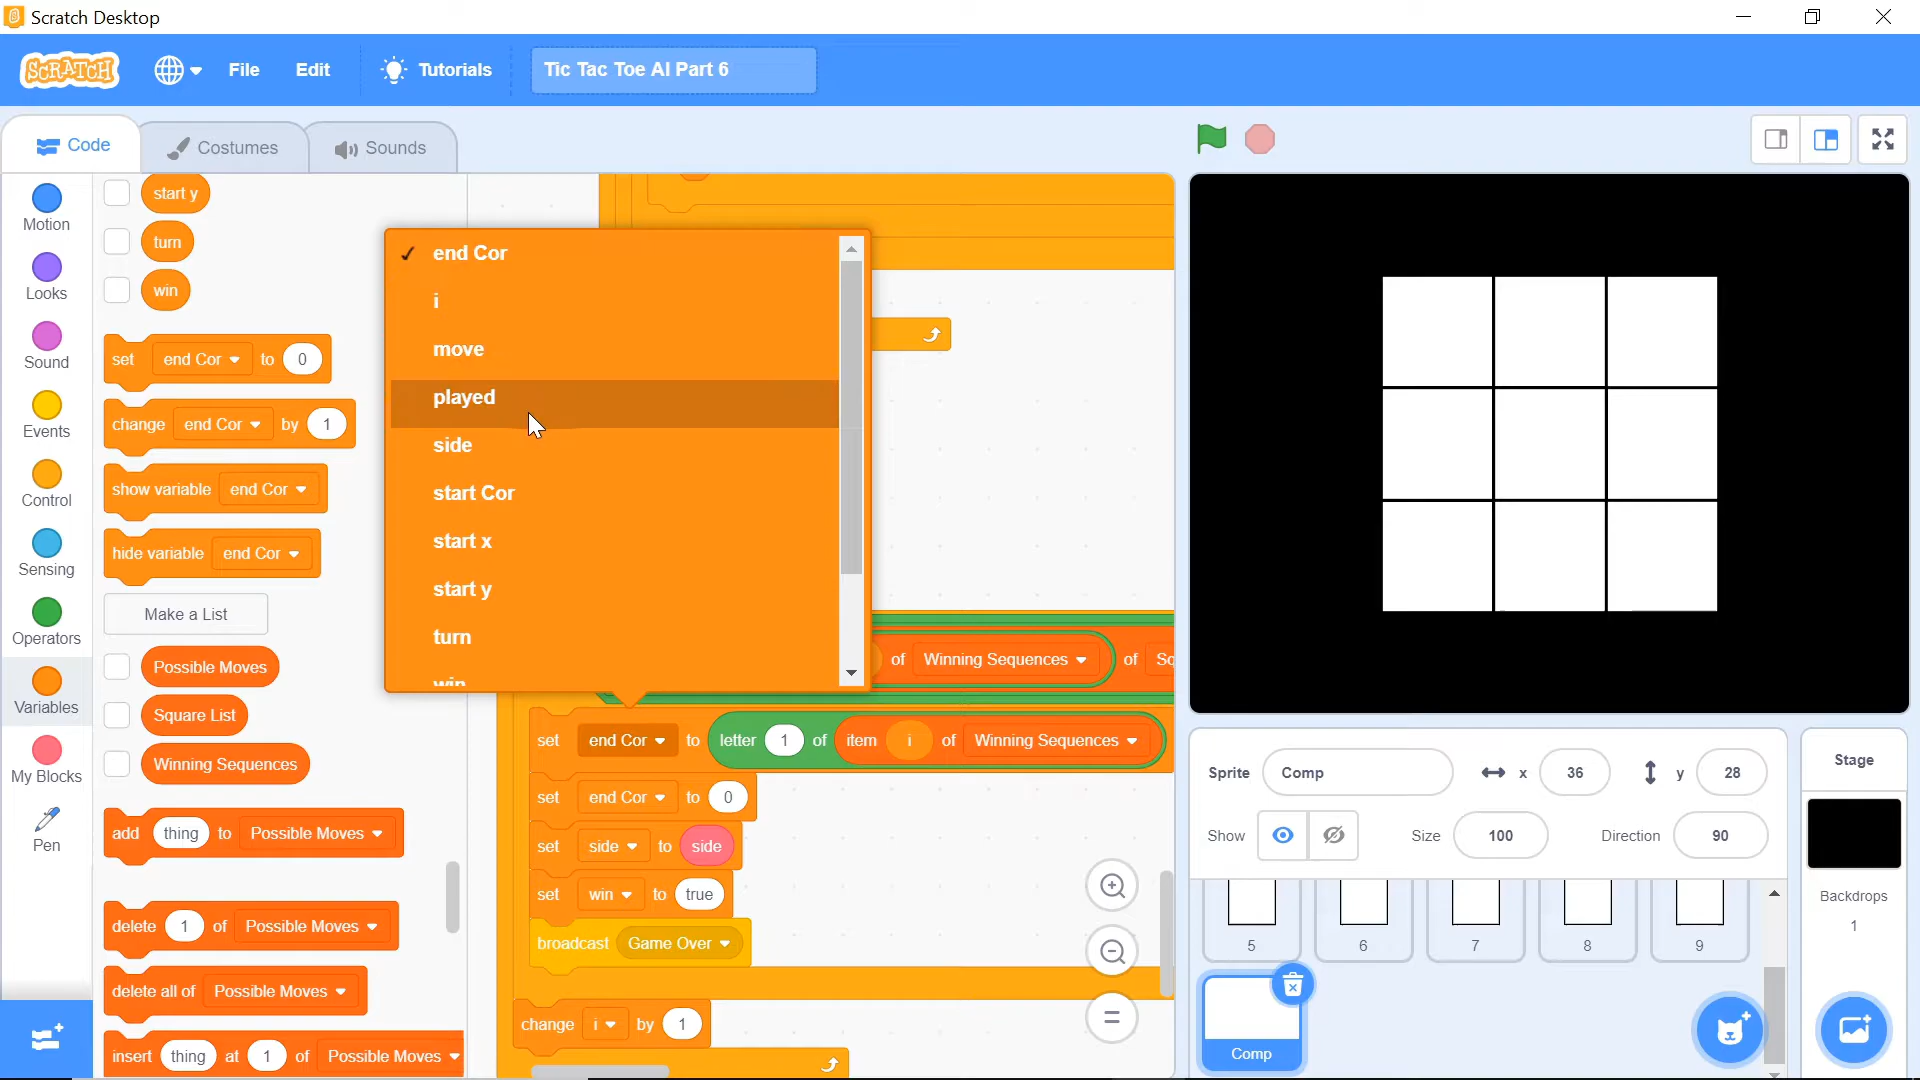 Scratch Desktop
SCRATCH
File
Edit
Tutorials
Tic Tac Toe AI Part 6
Code
Costumes
Sounds
Motion
Looks
Sound
Events
Control
Sensing
Operators
Variables
My Blocks
Pen
start y
turn
win
set end Cor to 0
change end Cor by 1
show variable end Cor
hide variable end Cor
Make a List
Possible Moves
Square List
Winning Sequences
add thing to Possible Moves
delete 1 of Possible Moves
delete all of Possible Moves
insert thing at 1 of Possible Moves
✓ end Cor
i
move
played
side
start Cor
start x
start y
turn
win
of Winning Sequences of Sq
set end Cor to letter 1 of item i of Winning Sequences
set end Cor to 0
set side to side
set win to true
broadcast Game Over
change i by 1
Sprite Comp x 36 y 28
Show Size 100 Direction 90
5 6 7 8 9
Comp
Stage
Backdrops
1